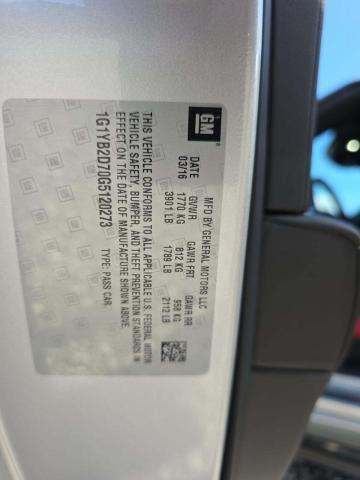 GM
MFD BY GENERAL MOTORS LLC
DATE GVWR GAWR FRT GAWR RR
03/16 1770 KG 812 KG 958 KG
3901 LB 1789 LB 2112 LB
THIS VEHICLE CONFORMS TO ALL APPLICABLE U.S. FEDERAL MOTOR
VEHICLE SAFETY, BUMPER, AND THEFT PREVENTION STANDARDS IN
EFFECT ON THE DATE OF MANUFACTURE SHOWN ABOVE.
1G1YB2D70G5120273 TYPE: PASS CAR